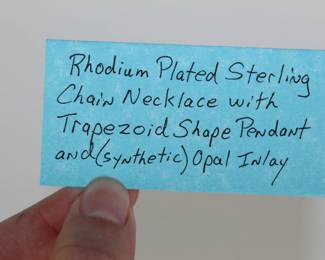 Rhodium Plated Sterling
Chain Necklace with
Trapezoid Shape Pendant
and (synthetic) Opal Inlay